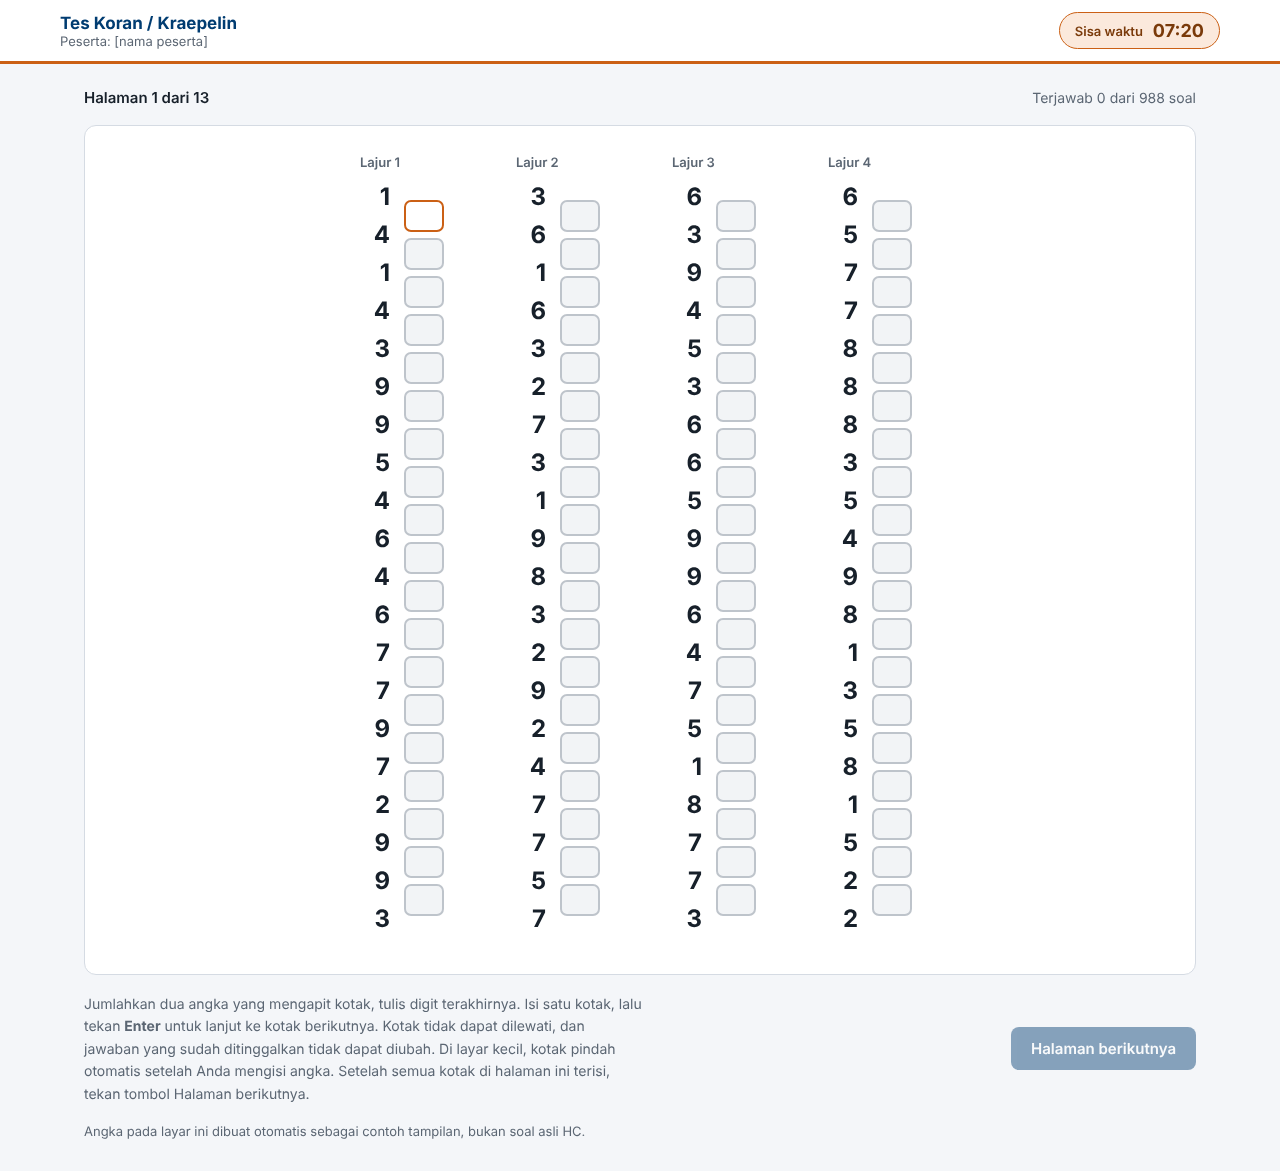 Tes Koran / Kraepelin
Peserta: [nama peserta]
Sisa waktu 07:20
Halaman 1 dari 13
Terjawab 0 dari 988 soal
Lajur 1 Lajur 2 Lajur 3 Lajur 4
1 3 6 6
4 6 3 5
1 1 9 7
4 6 4 7
3 3 5 8
9 2 3 8
9 7 6 8
5 3 6 3
4 1 5 5
6 9 9 4
4 8 9 9
6 3 6 8
7 2 4 1
7 9 7 3
9 2 5 5
7 4 1 8
2 7 8 1
9 7 7 5
9 5 7 2
3 7 3 2
Jumlahkan dua angka yang mengapit kotak, tulis digit terakhirnya. Isi satu kotak, lalu
tekan Enter untuk lanjut ke kotak berikutnya. Kotak tidak dapat dilewati, dan
jawaban yang sudah ditinggalkan tidak dapat diubah. Di layar kecil, kotak pindah
otomatis setelah Anda mengisi angka. Setelah semua kotak di halaman ini terisi,
tekan tombol Halaman berikutnya.
Halaman berikutnya
Angka pada layar ini dibuat otomatis sebagai contoh tampilan, bukan soal asli HC.